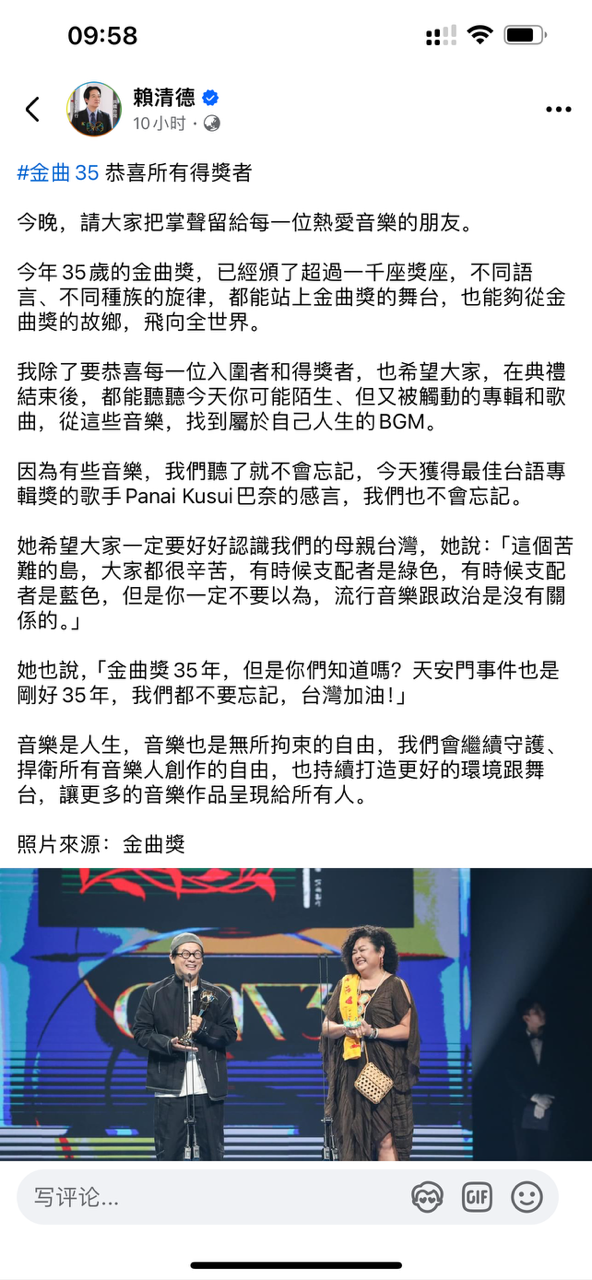 09:58
賴清德
10小时 ·
#金曲35 恭喜所有得獎者
今晚，請大家把掌聲留給每一位熱愛音樂的朋友。
今年35歲的金曲獎，已經頒了超過一千座獎座，不同語
言、不同種族的旋律，都能站上金曲獎的舞台，也能夠從金
曲獎的故鄉，飛向全世界。
我除了要恭喜每一位入圍者和得獎者，也希望大家，在典禮
結束後，都能聽聽今天你可能陌生、但又被觸動的專輯和歌
曲，從這些音樂，找到屬於自己人生的BGM。
因為有些音樂，我們聽了就不會忘記，今天獲得最佳台語專
輯獎的歌手Panai Kusui巴奈的感言，我們也不會忘記。
她希望大家一定要好好認識我們的母親台灣，她說：「這個苦
難的島，大家都很辛苦，有時候支配者是綠色，有時候支配
者是藍色，但是你一定不要以為，流行音樂跟政治是沒有關
係的。」
她也說，「金曲獎35年，但是你們知道嗎？天安門事件也是
剛好35年，我們都不要忘記，台灣加油！」
音樂是人生，音樂也是無所拘束的自由，我們會繼續守護、
捍衛所有音樂人創作的自由，也持續打造更好的環境跟舞
台，讓更多的音樂作品呈現給所有人。
照片來源：金曲獎
写评论...
GIF